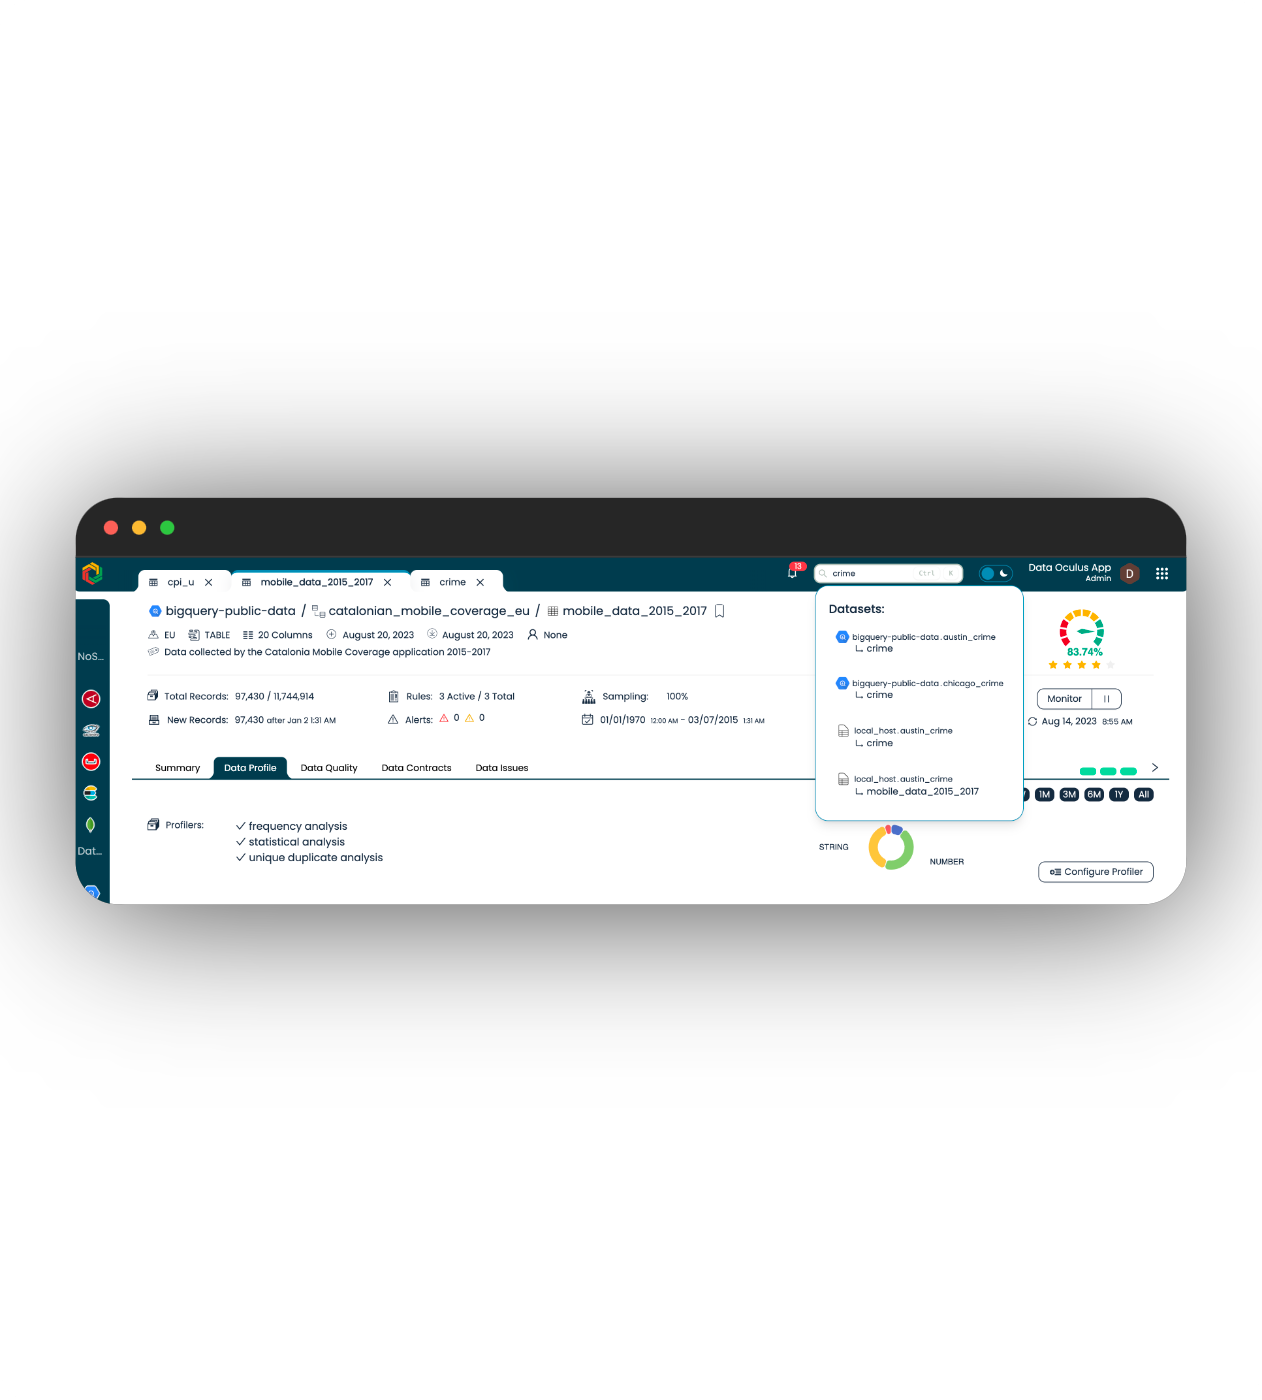 cpi_u
mobile_data_2015_2017
crime
13
crime
Ctrl K
Data Oculus App
Admin
D
bigquery-public-data / catalonian_mobile_coverage_eu / mobile_data_2015_2017
EU TABLE 20 Columns August 20, 2023 August 20, 2023 None
Data collected by the Catalonia Mobile Coverage application 2015-2017
Datasets:
bigquery-public-data.austin_crime
crime
bigquery-public-data.chicago_crime
crime
local_host.austin_crime
crime
local_host.austin_crime
mobile_data_2015_2017
83.74%
NoS...
Total Records: 97,430 / 11,744,914
Rules: 3 Active / 3 Total
Sampling: 100%
Monitor
New Records: 97,430 after Jan 2 1:31 AM
Alerts: 0 0
01/01/1970 12:00 AM - 03/07/2015 1:31 AM
Aug 14, 2023 8:55 AM
Summary Data Profile Data Quality Data Contracts Data Issues
1M 3M 6M 1Y All
Profilers:
frequency analysis
statistical analysis
unique duplicate analysis
STRING
NUMBER
Dat...
Configure Profiler